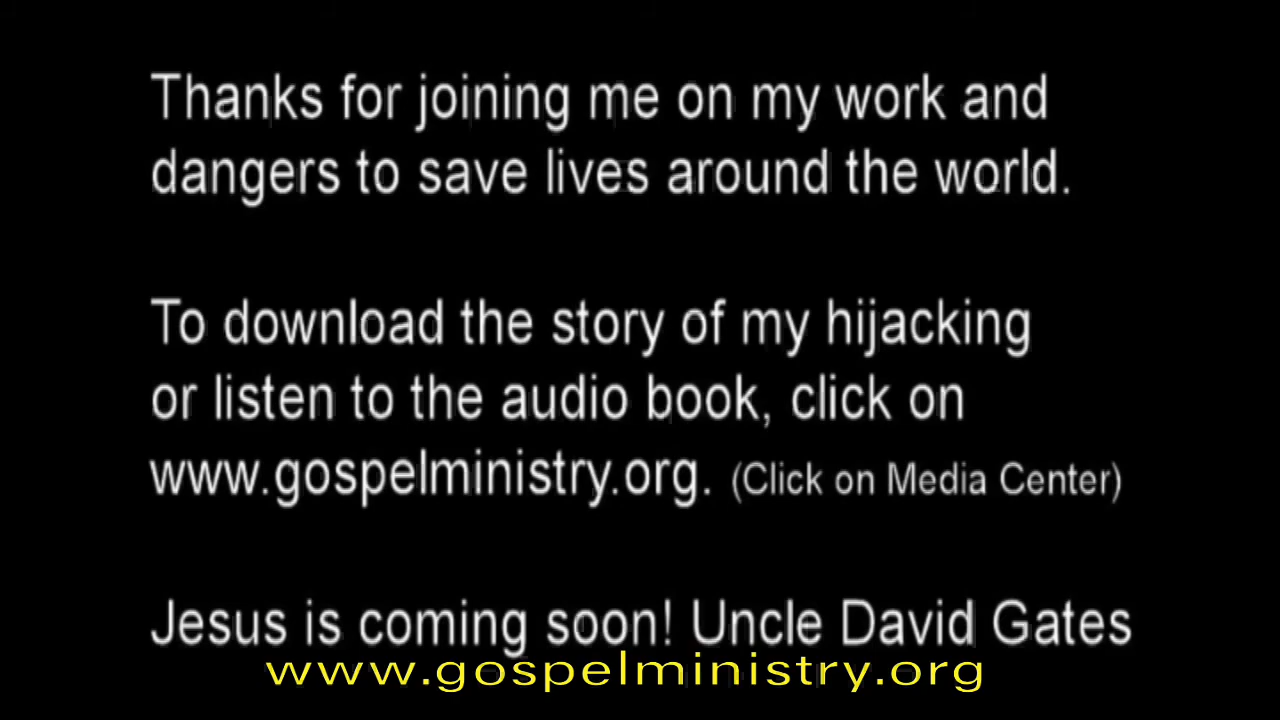 Thanks for joining me on my work and
dangers to save lives around the world.
To download the story of my hijacking
or listen to the audio book, click on
www.gospelministry.org. (Click on Media Center)
Jesus is coming soon! Uncle David Gates
www.gospelministry.org